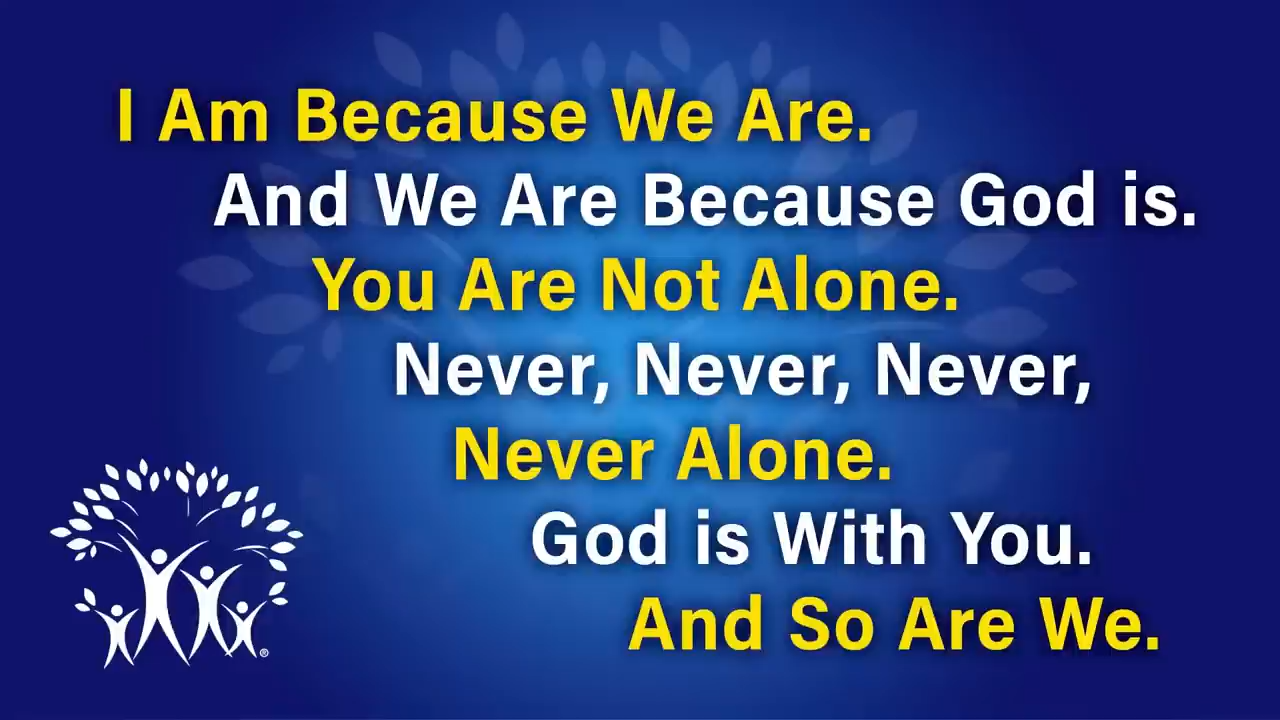 I Am Because We Are.
And We Are Because God is.
You Are Not Alone.
Never, Never, Never,
Never Alone.
God is With You.
And So Are We.
®